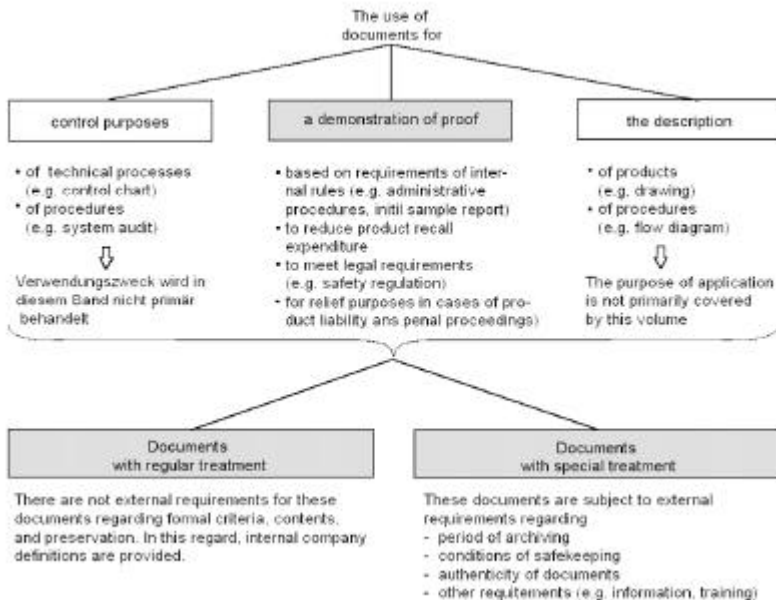 The use of
documents for
control purposes
• of technical processes
(e.g. control chart)
• of procedures
(e.g. system audit)
Verwendungszweck wird in
diesem Band nicht primär
behandelt
a demonstration of proof
• based on requirements of inter-
nal rules (e.g. administrative
procedures, initil sample report)
• to reduce product recall
expenditure
• to meet legal requirements
(e.g. safety regulation)
• for relief purposes in cases of pro-
duct liability ans penal proceedings)
the description
• of products
(e.g. drawing)
• of procedures
(e.g. flow diagram)
The purpose of application
is not primarily covered
by this volume
Documents
with regular treatment
There are not external requirements for these
documents regarding formal criteria, contents,
and preservation. In this regard, internal company
definitions are provided.
Documents
with special treatment
These documents are subject to external
requirements regarding
- period of archiving
- conditions of safekeeping
- authenticity of documents
- other requitements (e.g. information, training)